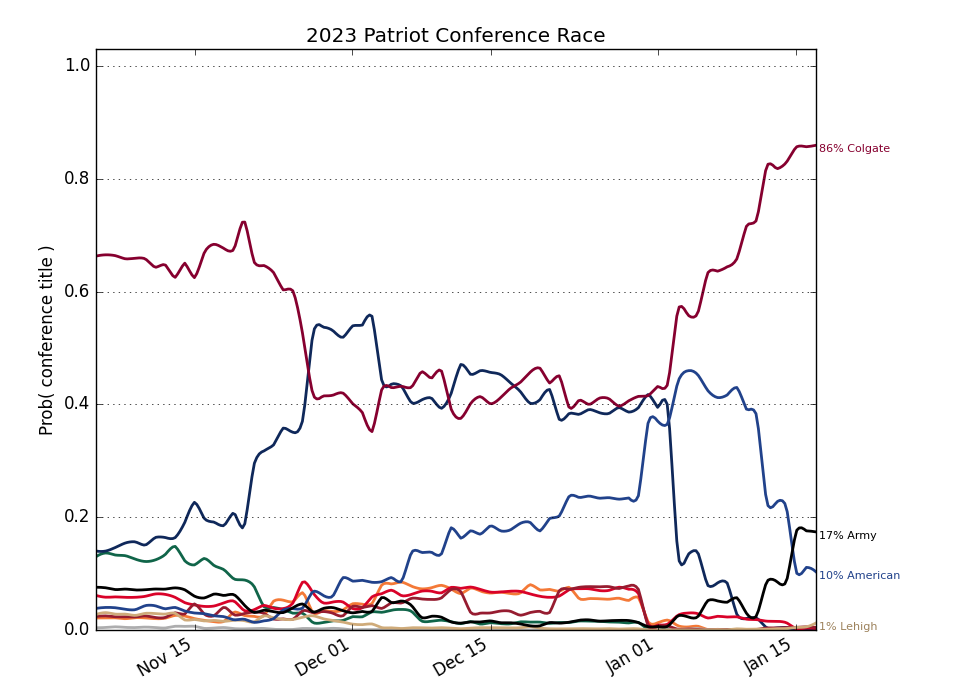 2023 Patriot Conference Race
Prob( conference title )
1.0
0.8
0.6
0.4
0.2
0.0
86% Colgate
17% Army
10% American
1% Lehigh
Nov 15
Dec 01
Dec 15
Jan 01
Jan 15